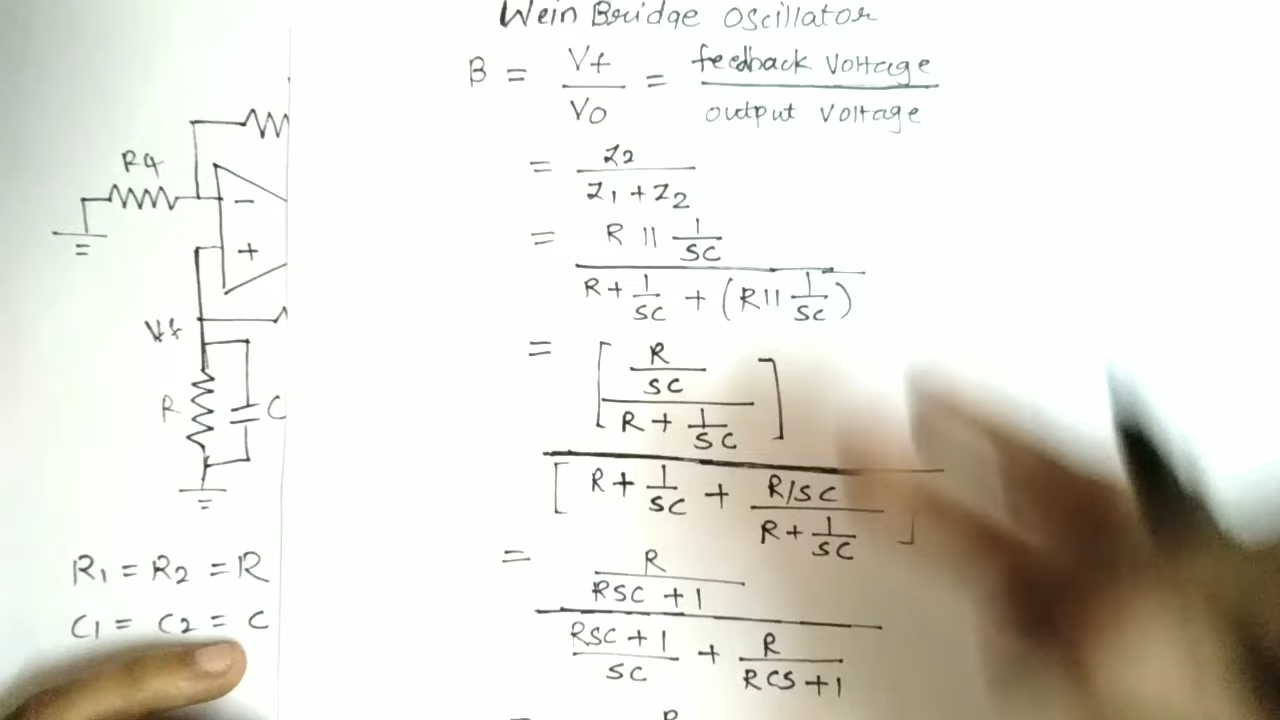 Wein Bridge Oscillator
B = Vf / Vo = feedback Voltage / output Voltage
= Z2 / Z1 + Z2
= R || 1/SC / R + 1/SC + (R || 1/SC)
= [R/SC / R + 1/SC] / [R + 1/SC + R/SC / R + 1/SC]
= R / RSC + 1 / RSC + 1 / SC + R / RCS + 1
= R
R4
−
+
Vf
R
C
R1 = R2 = R
C1 = C2 = C